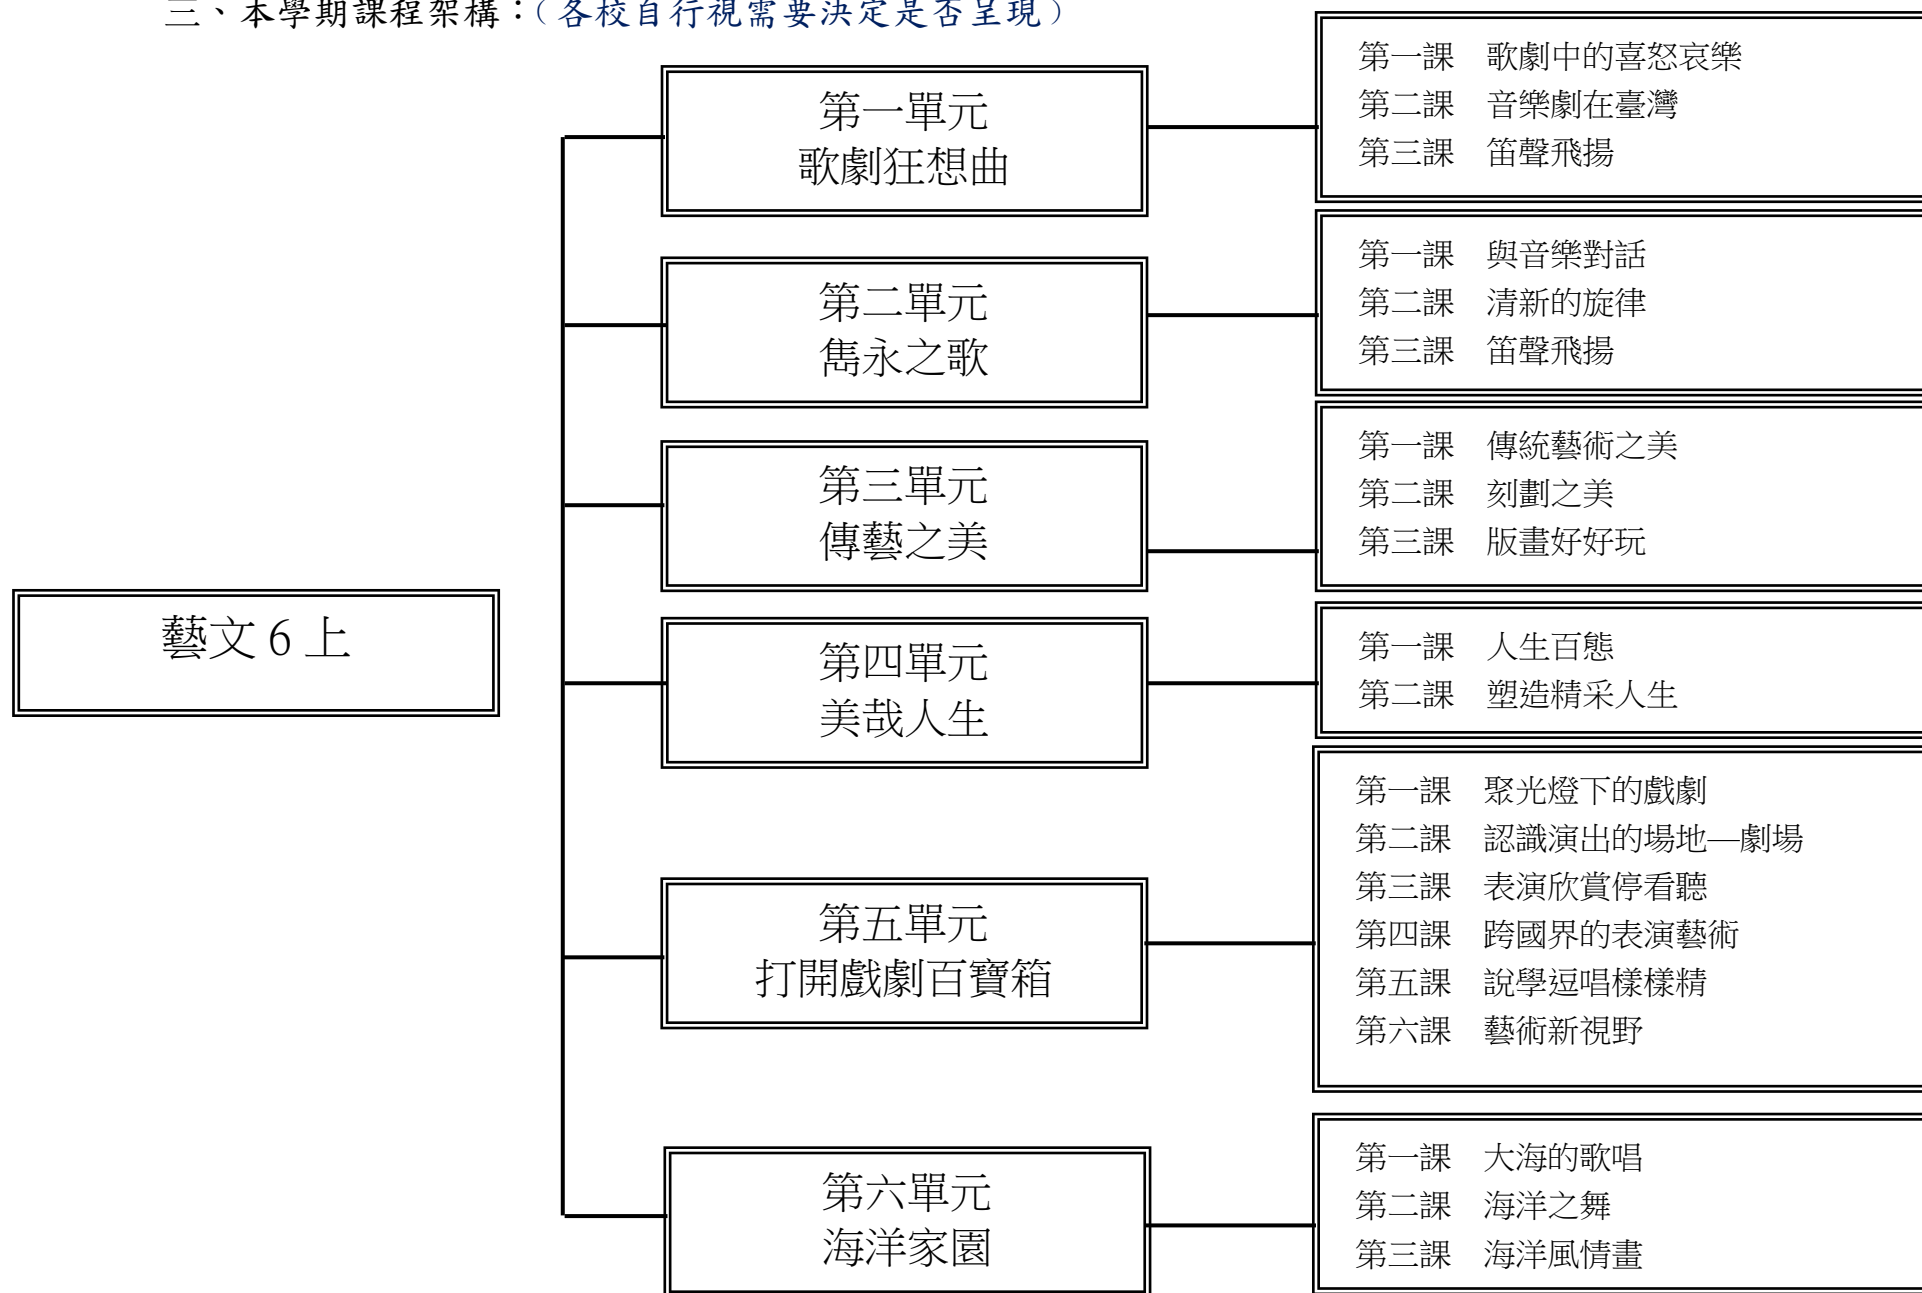 三、本學期課程架構：（各校自行視需要決定是否呈現）
藝文6上
第一單元
歌劇狂想曲
第一課　歌劇中的喜怒哀樂
第二課　音樂劇在臺灣
第三課　笛聲飛揚
第二單元
雋永之歌
第一課　與音樂對話
第二課　清新的旋律
第三課　笛聲飛揚
第三單元
傳藝之美
第一課　傳統藝術之美
第二課　刻劃之美
第三課　版畫好好玩
第四單元
美哉人生
第一課　人生百態
第二課　塑造精采人生
第五單元
打開戲劇百寶箱
第一課　聚光燈下的戲劇
第二課　認識演出的場地—劇場
第三課　表演欣賞停看聽
第四課　跨國界的表演藝術
第五課　說學逗唱樣樣精
第六課　藝術新視野
第六單元
海洋家園
第一課　大海的歌唱
第二課　海洋之舞
第三課　海洋風情畫